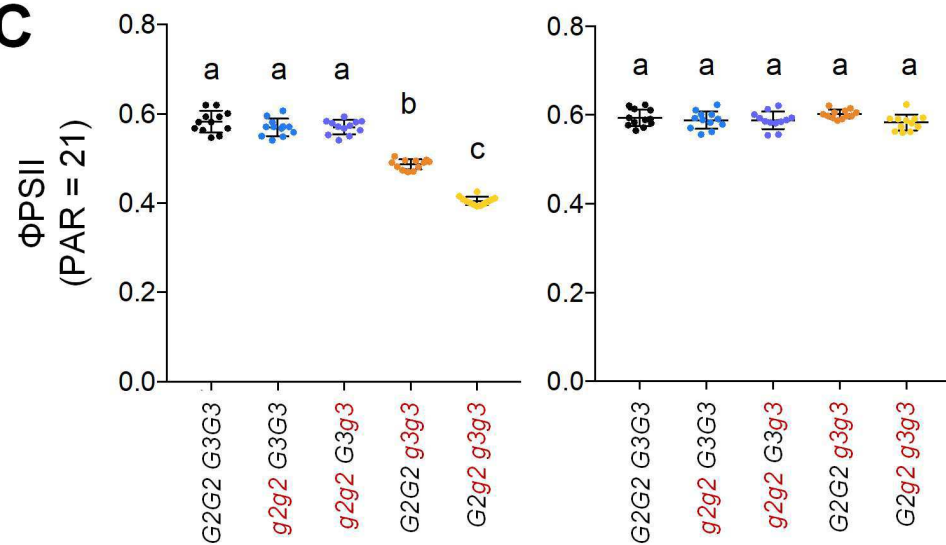 C
ΦPSII
(PAR = 21)
0.8
0.6
0.4
0.2
0.0
a
a
a
b
c
G2G2 G3G3
g2g2 G3G3
g2g2 G3g3
G2G2 g3g3
G2g2 g3g3
0.8
0.6
0.4
0.2
0.0
a
a
a
a
a
G2G2 G3G3
g2g2 G3G3
g2g2 G3g3
G2G2 g3g3
G2g2 g3g3